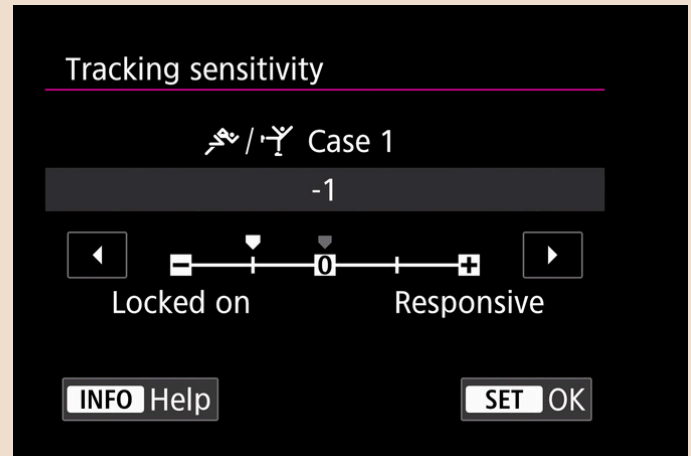 Tracking sensitivity
/ Case 1
-1
- 0 +
Locked on Responsive
INFO Help SET OK